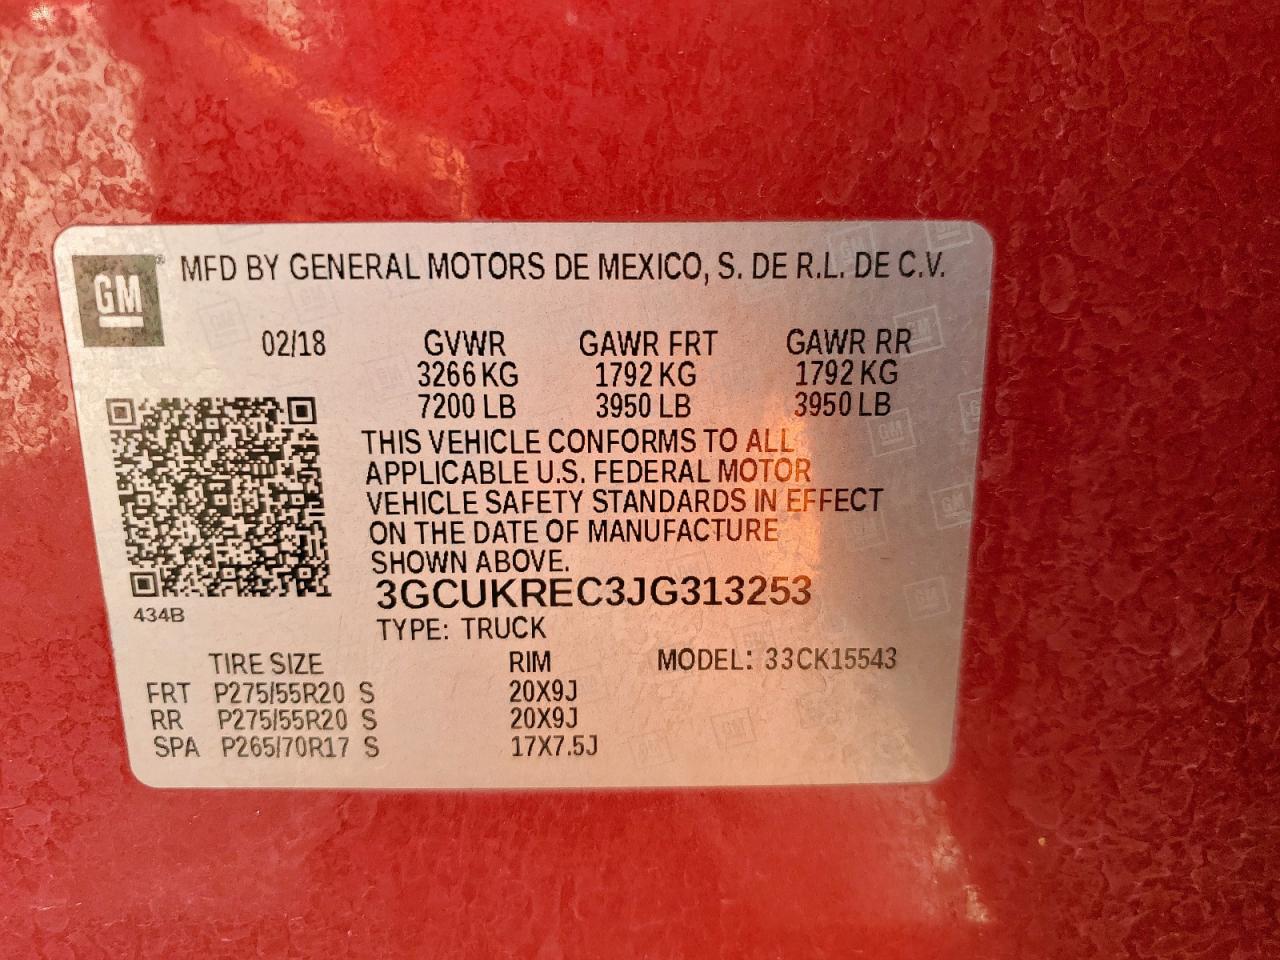 GM® MFD BY GENERAL MOTORS DE MEXICO, S. DE R.L. DE C.V.
02/18 GVWR GAWR FRT GAWR RR
3266 KG 1792 KG 1792 KG
7200 LB 3950 LB 3950 LB
THIS VEHICLE CONFORMS TO ALL
APPLICABLE U.S. FEDERAL MOTOR
VEHICLE SAFETY STANDARDS IN EFFECT
ON THE DATE OF MANUFACTURE
SHOWN ABOVE.
3GCUKREC3JG313253
434B
TYPE: TRUCK
TIRE SIZE RIM MODEL: 33CK15543
FRT P275/55R20 S 20X9J
RR P275/55R20 S 20X9J
SPA P265/70R17 S 17X7.5J